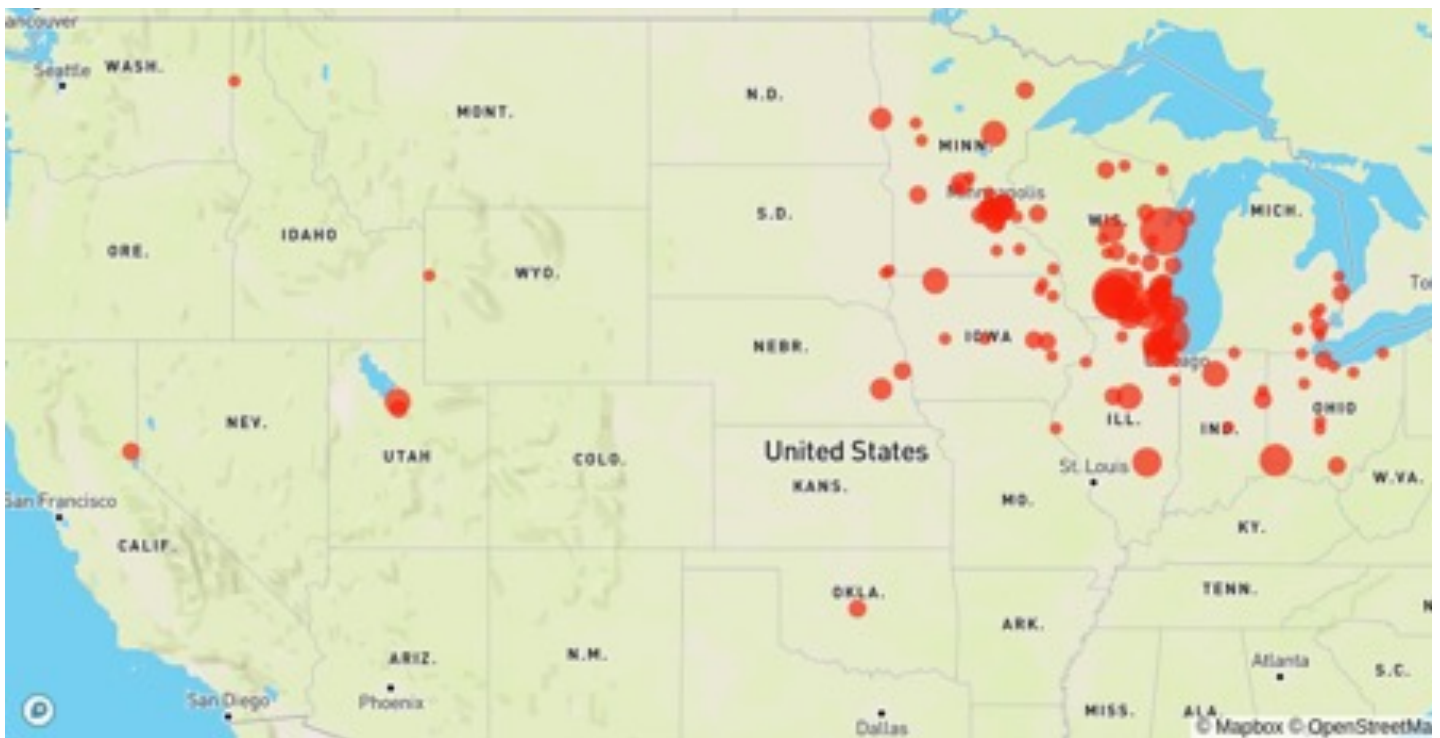 ancouver
Seattle
WASH.
MONT.
N.D.
MINN.
Minneapolis
S.D.
WIS.
MICH.
IDAHO
ORE.
WYD.
To
IOWA
NEBR.
NEV.
UTAH
COLO.
ILL.
IND.
OHIO
United States
St. Louis
KANS.
MO.
W.VA.
San Francisco
CALIF.
KY.
OKLA.
TENN.
ARK.
N
ARIZ.
N.M.
Atlanta
S.C.
San Diego
Phoenix
Dallas
MISS.
ALA.
© Mapbox © OpenStreetMa